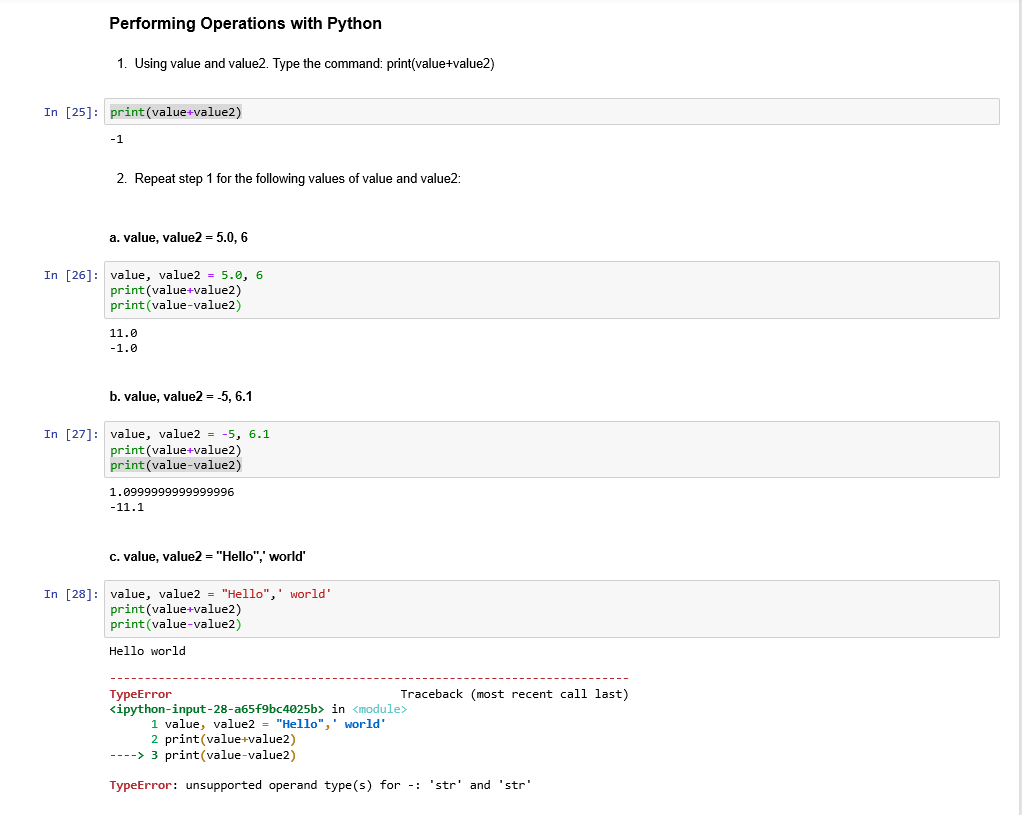 Performing Operations with Python
1. Using value and value2. Type the command: print(value+value2)
In [25]: print(value+value2)
-1
2. Repeat step 1 for the following values of value and value2:
a. value, value2 = 5.0, 6
In [26]: value, value2 = 5.0, 6
print(value+value2)
print(value-value2)
11.0
-1.0
b. value, value2 = -5, 6.1
In [27]: value, value2 = -5, 6.1
print(value+value2)
print(value-value2)
1.0999999999999996
-11.1
c. value, value2 = "Hello",' world'
In [28]: value, value2 = "Hello",' world'
print(value+value2)
print(value-value2)
Hello world
---------------------------------------------------------------------------
TypeError                                 Traceback (most recent call last)
<ipython-input-28-a65f9bc4025b> in <module>
      1 value, value2 = "Hello",' world'
      2 print(value+value2)
----> 3 print(value-value2)
TypeError: unsupported operand type(s) for -: 'str' and 'str'